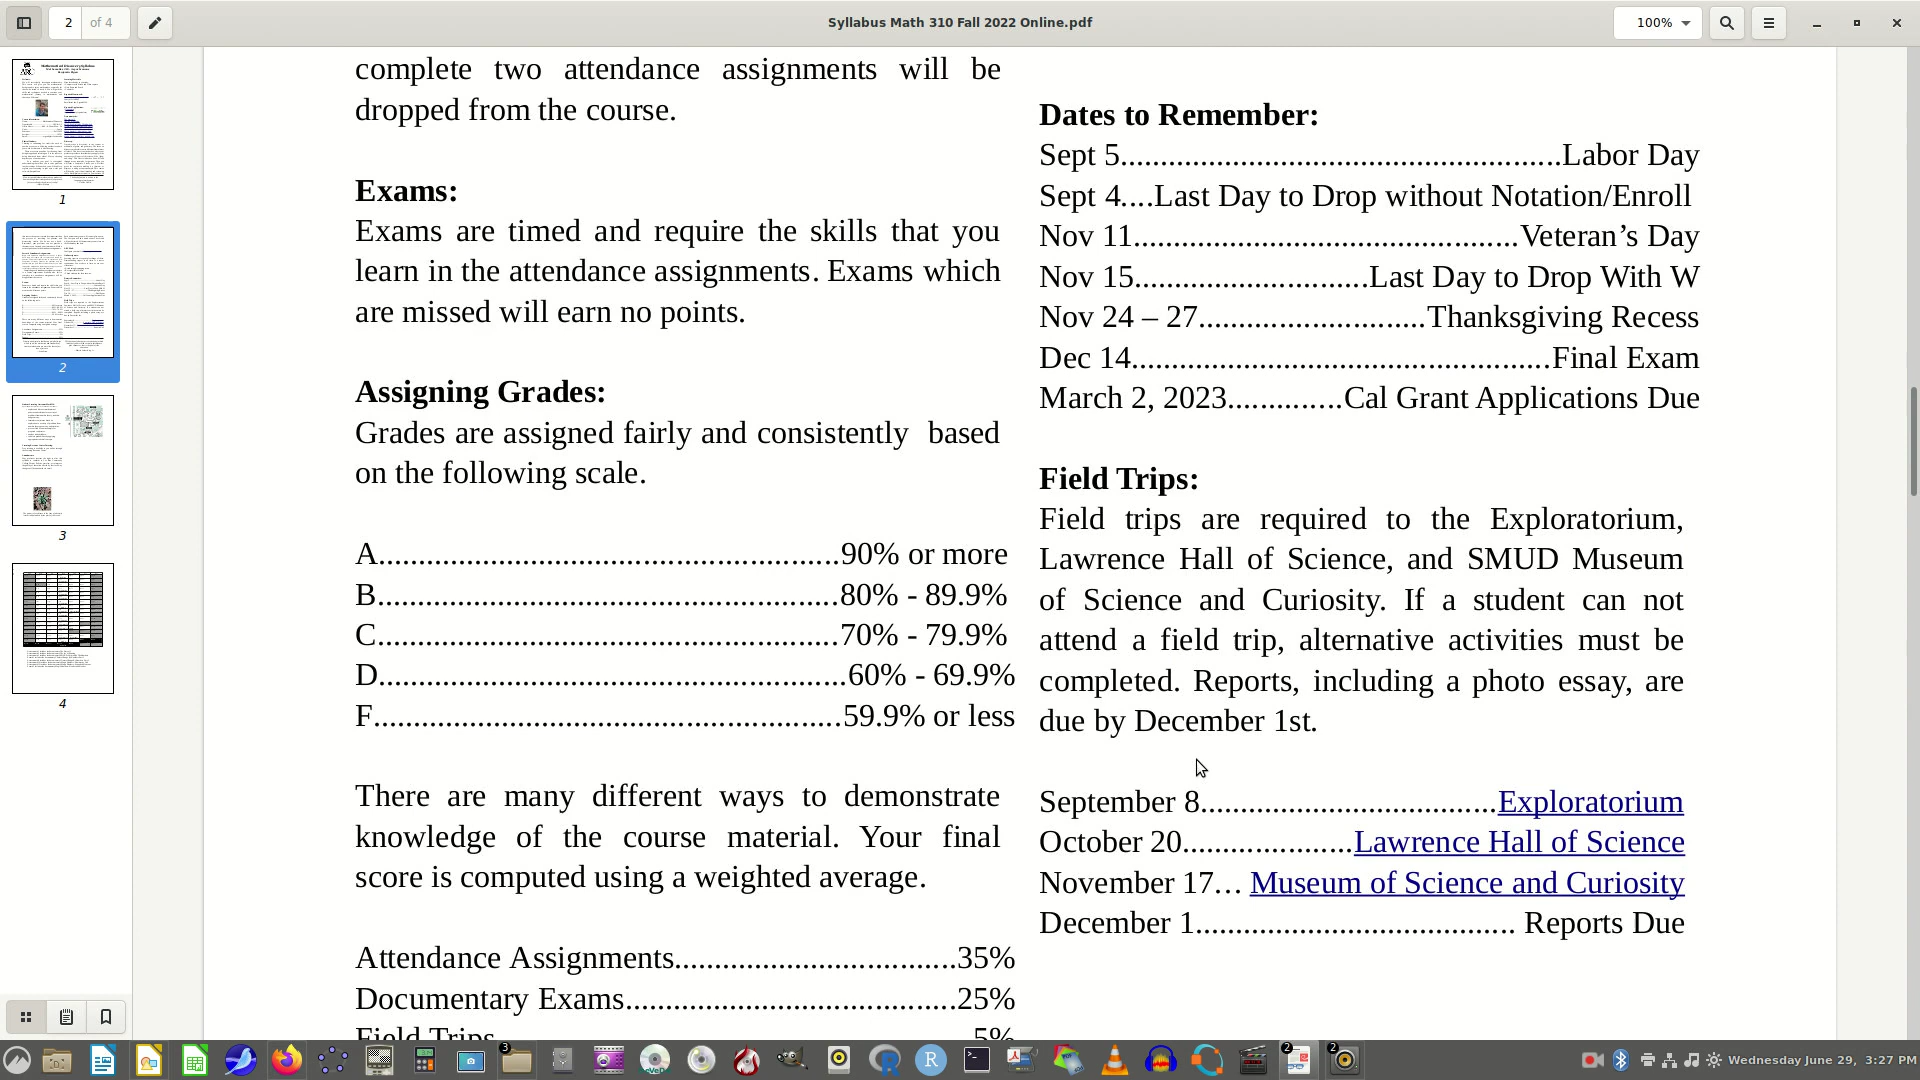 2 of 4
Syllabus Math 310 Fall 2022 Online.pdf
100%
1
2
3
4
complete two attendance assignments will be
dropped from the course.
Exams:
Exams are timed and require the skills that you
learn in the attendance assignments. Exams which
are missed will earn no points.
Assigning Grades:
Grades are assigned fairly and consistently based
on the following scale.
A......................................................90% or more
B......................................................80% - 89.9%
C......................................................70% - 79.9%
D......................................................60% - 69.9%
F......................................................59.9% or less
There are many different ways to demonstrate
knowledge of the course material. Your final
score is computed using a weighted average.
Attendance Assignments.................................35%
Documentary Exams.......................................25%
Field Trips 5%
Dates to Remember:
Sept 5....................................................Labor Day
Sept 4....Last Day to Drop without Notation/Enroll
Nov 11.............................................Veteran’s Day
Nov 15...........................Last Day to Drop With W
Nov 24 – 27...........................Thanksgiving Recess
Dec 14.................................................Final Exam
March 2, 2023..............Cal Grant Applications Due
Field Trips:
Field trips are required to the Exploratorium,
Lawrence Hall of Science, and SMUD Museum
of Science and Curiosity. If a student can not
attend a field trip, alternative activities must be
completed. Reports, including a photo essay, are
due by December 1st.
September 8...................................Exploratorium
October 20....................Lawrence Hall of Science
November 17… Museum of Science and Curiosity
December 1...................................... Reports Due
3
2
2
Wednesday June 29, 3:27 PM